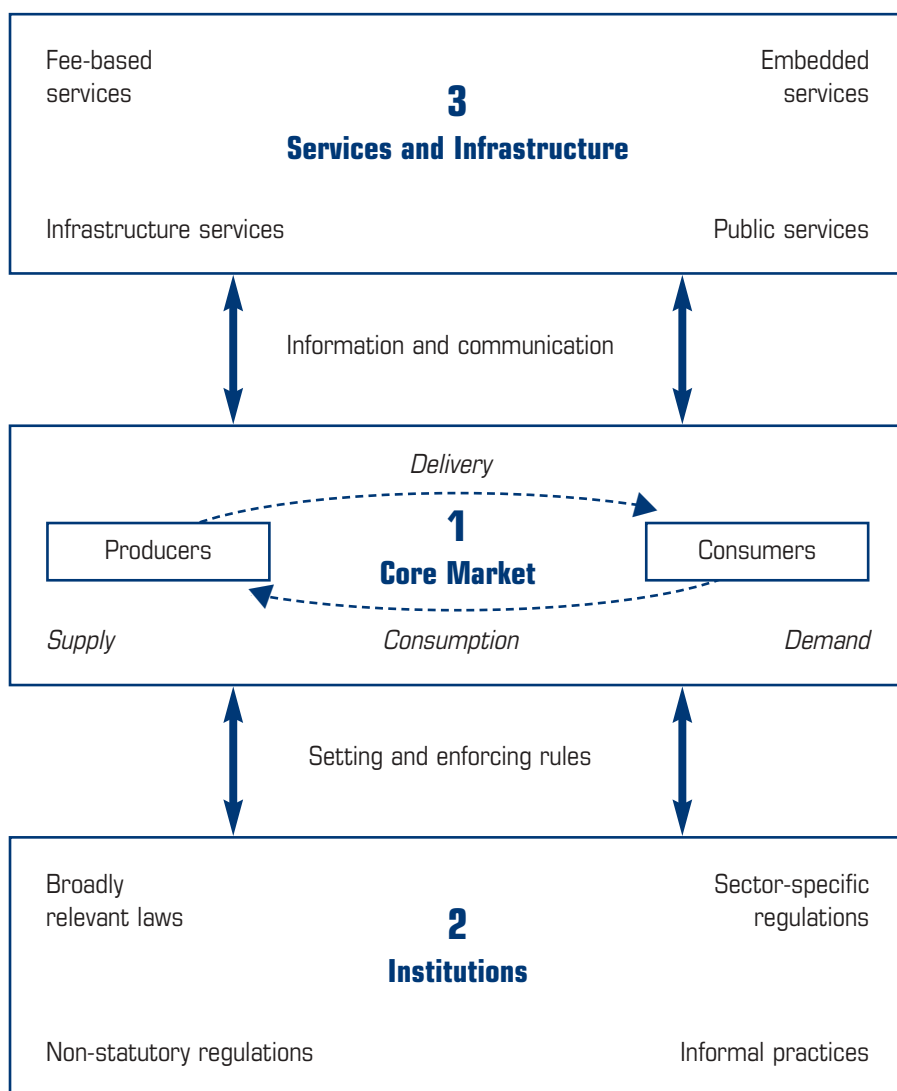 Fee-based
services
Embedded
services
3
Services and Infrastructure
Infrastructure services
Public services
Information and communication
Delivery
Producers
1
Core Market
Consumers
Supply
Consumption
Demand
Setting and enforcing rules
Broadly
relevant laws
Sector-specific
regulations
2
Institutions
Non-statutory regulations
Informal practices